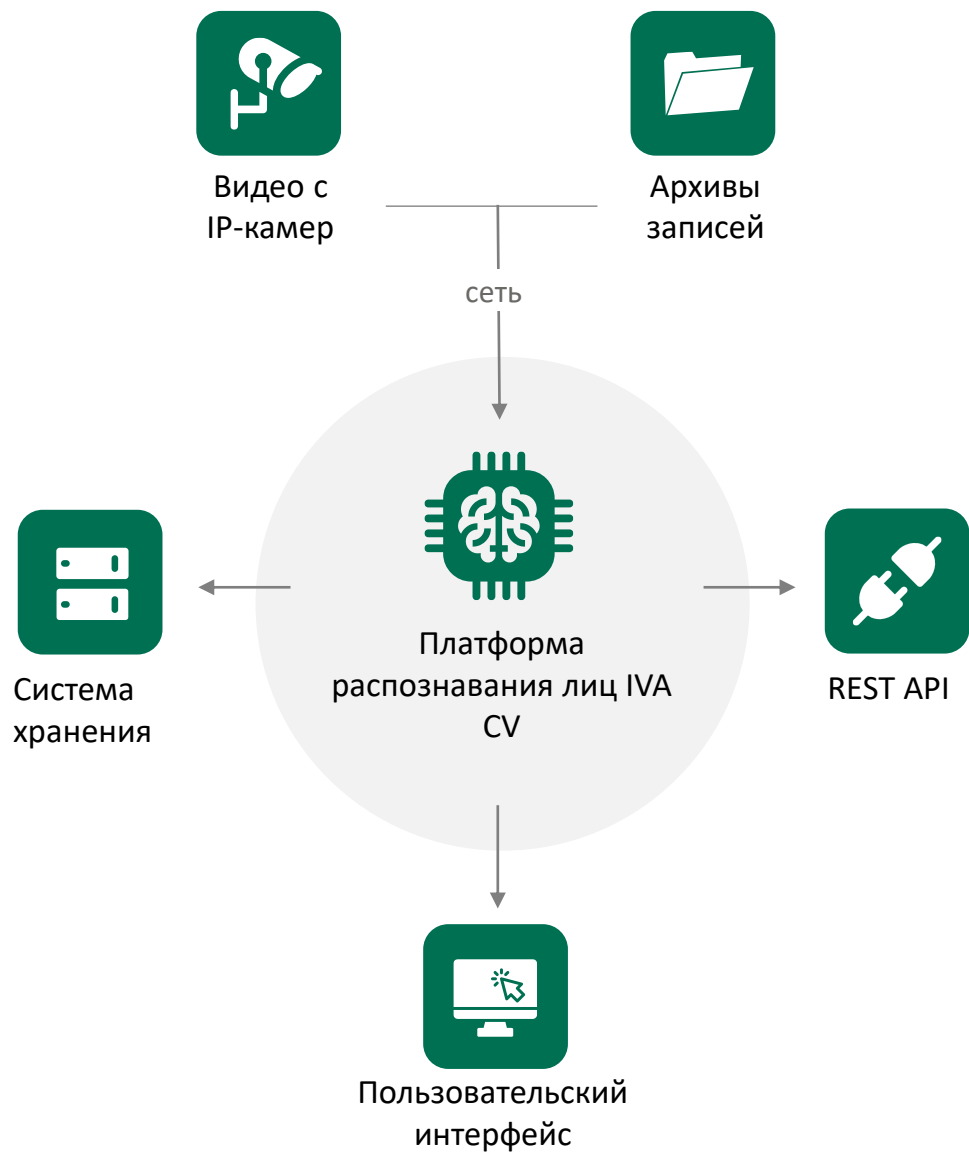 Видео с
IP-камер
Архивы
записей
сеть
Платформа
распознавания лиц IVA
CV
Система
хранения
REST API
Пользовательский
интерфейс